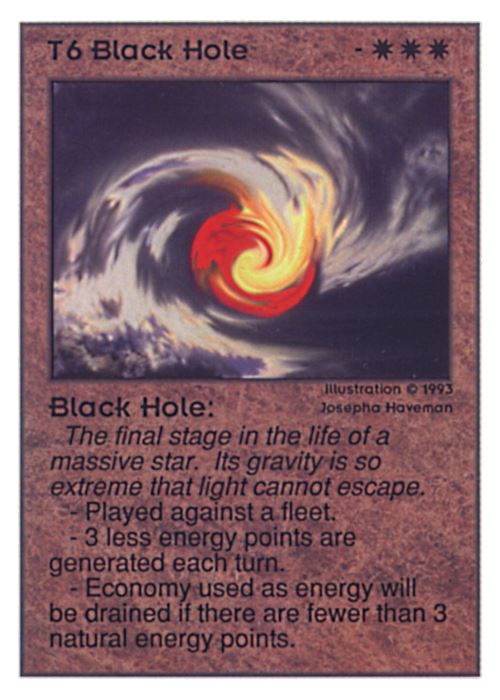 T6 Black Hole - ✷✷✷
Illustration © 1993
Josepha Haveman
Black Hole:
The final stage in the life of a
massive star. Its gravity is so
extreme that light cannot escape.
- Played against a fleet.
- 3 less energy points are
generated each turn.
- Economy used as energy will
be drained if there are fewer than 3
natural energy points.